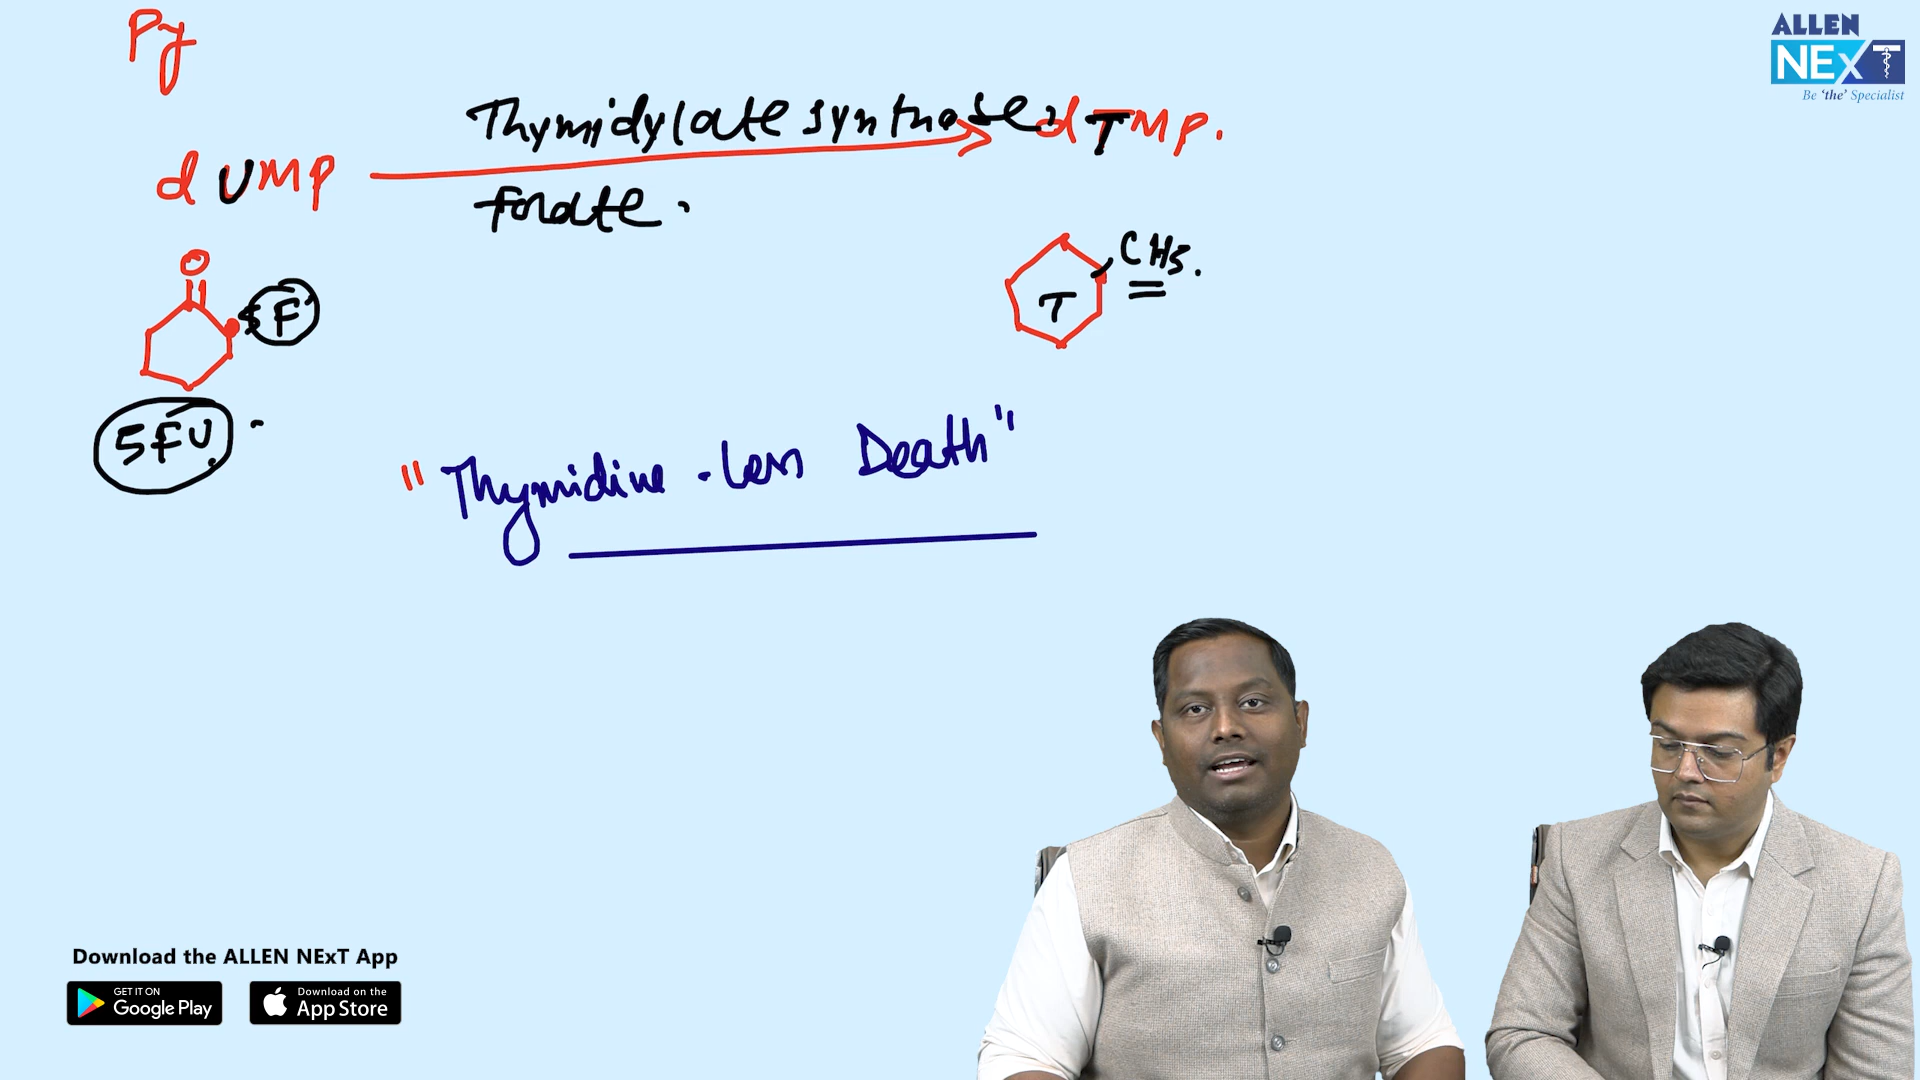 Py
ALLEN
NExT
Be 'the' Specialist
Thymidylate synthase
dUMP
dTMP.
Folate.
O
5 F
CH3.
T
5FU.
"Thymidine-less Death"
Download the ALLEN NExT App
GET IT ON
Google Play
Download on the
App Store